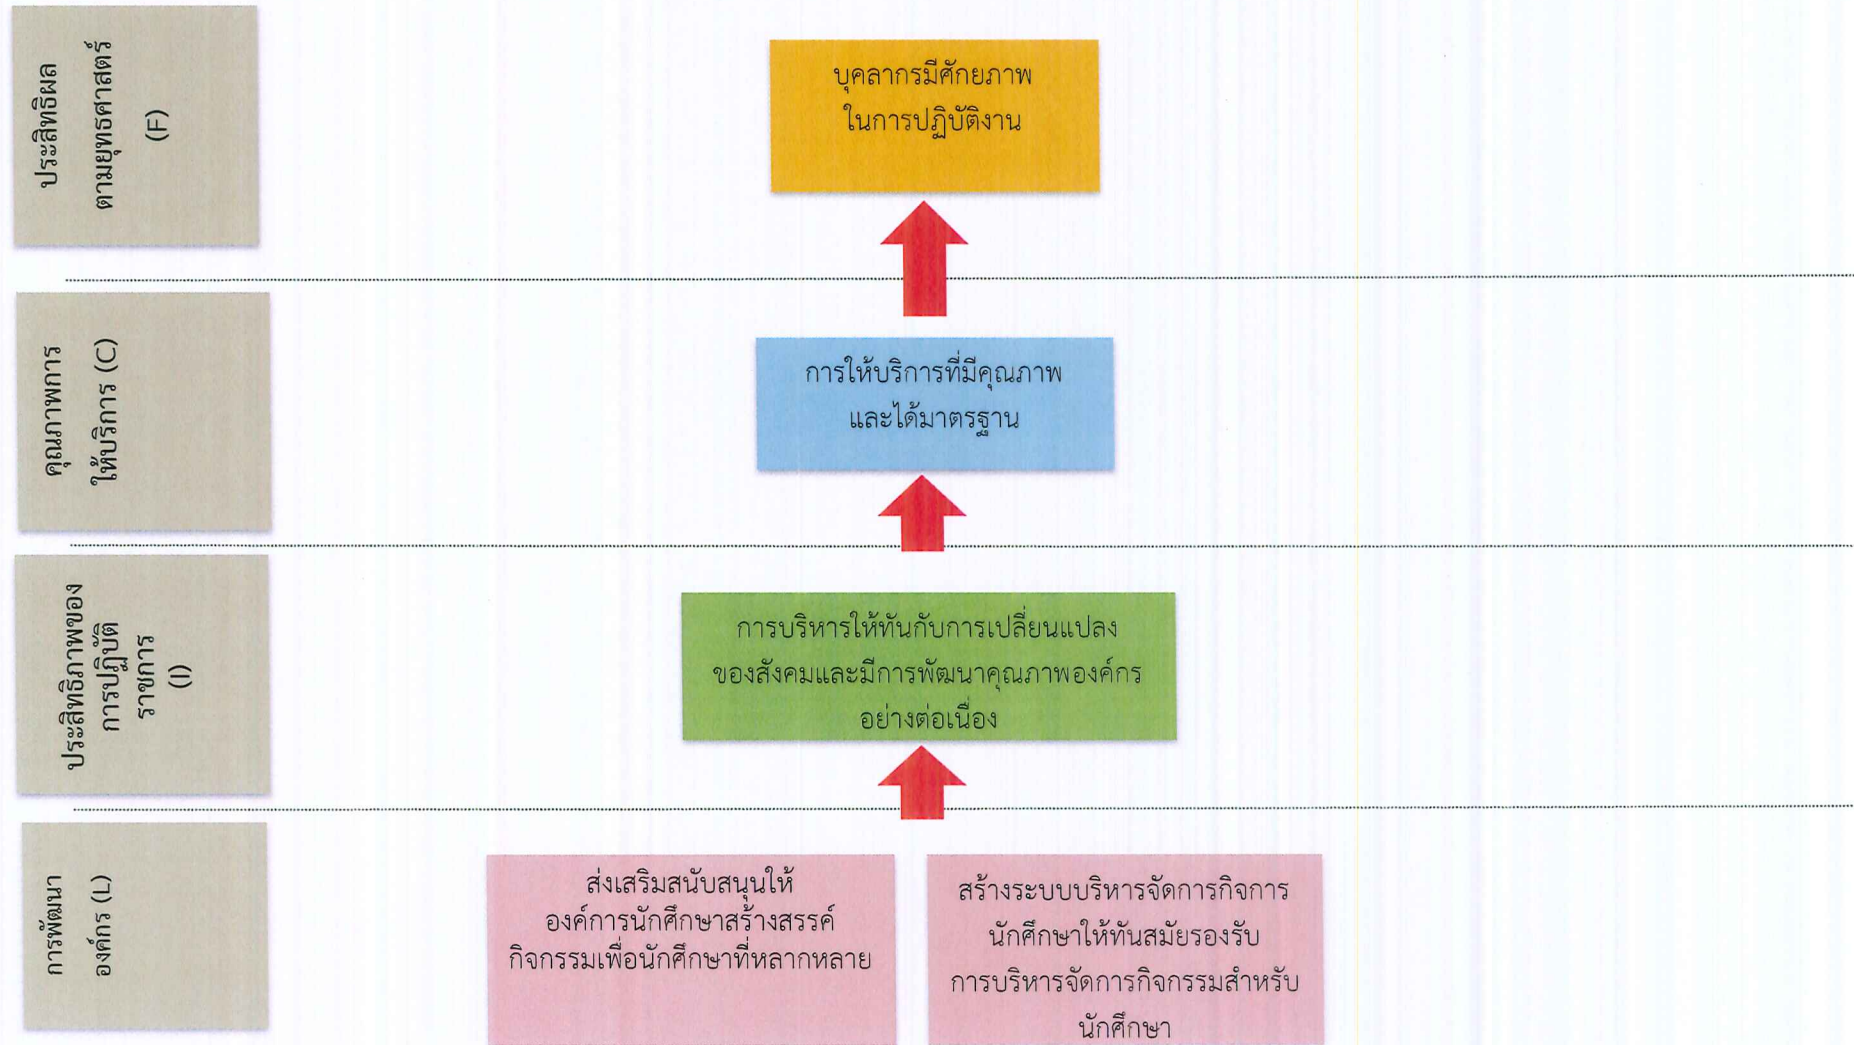 ประสิทธิผล
ตามยุทธศาสตร์
(F)
บุคลากรมีศักยภาพ
ในการปฏิบัติงาน
คุณภาพการ
ให้บริการ (C)
การให้บริการที่มีคุณภาพ
และได้มาตรฐาน
ประสิทธิภาพของ
การปฏิบัติ
ราชการ
(I)
การบริหารให้ทันกับการเปลี่ยนแปลง
ของสังคมและมีการพัฒนาคุณภาพองค์กร
อย่างต่อเนื่อง
การพัฒนา
องค์กร (L)
ส่งเสริมสนับสนุนให้
องค์การนักศึกษาสร้างสรรค์
กิจกรรมเพื่อนักศึกษาที่หลากหลาย
สร้างระบบบริหารจัดการกิจการ
นักศึกษาให้ทันสมัยรองรับ
การบริหารจัดการกิจกรรมสำหรับ
นักศึกษา